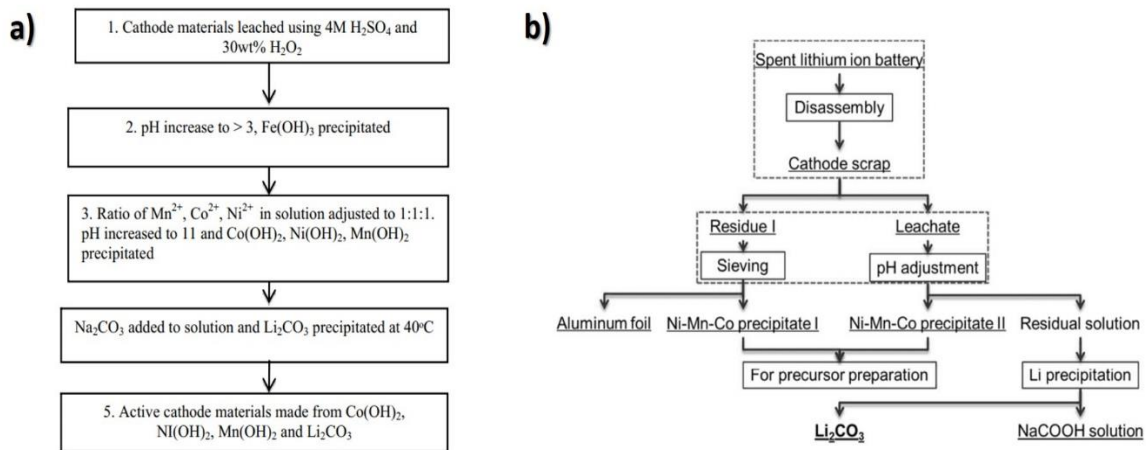 a)
1. Cathode materials leached using 4M H₂SO₄ and
30wt% H₂O₂
2. pH increase to > 3, Fe(OH)₃ precipitated
3. Ratio of Mn²⁺, Co²⁺, Ni²⁺ in solution adjusted to 1:1:1.
pH increased to 11 and Co(OH)₂, Ni(OH)₂, Mn(OH)₂
precipitated
Na₂CO₃ added to solution and Li₂CO₃ precipitated at 40ºC
5. Active cathode materials made from Co(OH)₂,
NI(OH)₂, Mn(OH)₂ and Li₂CO₃
b)
Spent lithium ion battery
Disassembly
Cathode scrap
Residue I
Leachate
Sieving
pH adjustment
Aluminum foil
Ni-Mn-Co precipitate I
Ni-Mn-Co precipitate II
Residual solution
For precursor preparation
Li precipitation
Li₂CO₃
NaCOOH solution